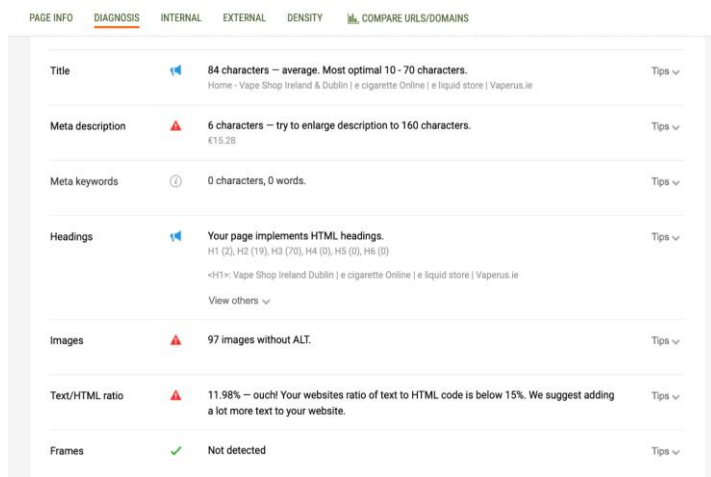 PAGE INFO DIAGNOSIS INTERNAL EXTERNAL DENSITY COMPARE URLS/DOMAINS
Title 84 characters — average. Most optimal 10 - 70 characters. Tips
Home - Vape Shop Ireland & Dublin | e cigarette Online | e liquid store | Vaperus.ie
Meta description 6 characters — try to enlarge description to 160 characters. Tips
€15.28
Meta keywords 0 characters, 0 words. Tips
Headings Your page implements HTML headings. Tips
H1 (2), H2 (19), H3 (70), H4 (0), H5 (0), H6 (0)
<H1>: Vape Shop Ireland Dublin | e cigarette Online | e liquid store | Vaperus.ie
View others
Images 97 images without ALT. Tips
Text/HTML ratio 11.98% — ouch! Your websites ratio of text to HTML code is below 15%. We suggest adding Tips
a lot more text to your website.
Frames Not detected Tips